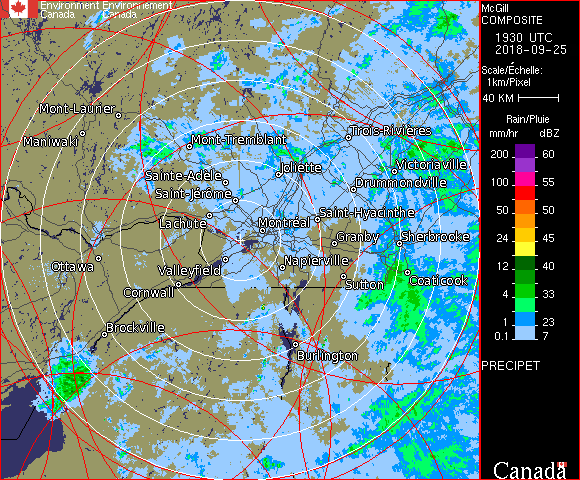 Environment Environnement
Canada Canada
McGill
COMPOSITE
1930 UTC
2018-09-25
Scale/Échelle:
1km/Pixel
40 KM
Rain/Pluie
mm/hr dBZ
200 60
100 55
50 50
24 45
12 40
4 33
1 23
0.1 7
PRECIPET
Canada
Mont-Laurier
Maniwaki
Mont-Tremblant
Trois-Rivières
Joliette
Victoriaville
Sainte-Adèle
Drummondville
Saint-Jérôme
Saint-Hyacinthe
Lachute
Montréal
Granby
Sherbrooke
Ottawa
Valleyfield
Napierville
Cornwall
Sutton
Coaticook
Brockville
Burlington